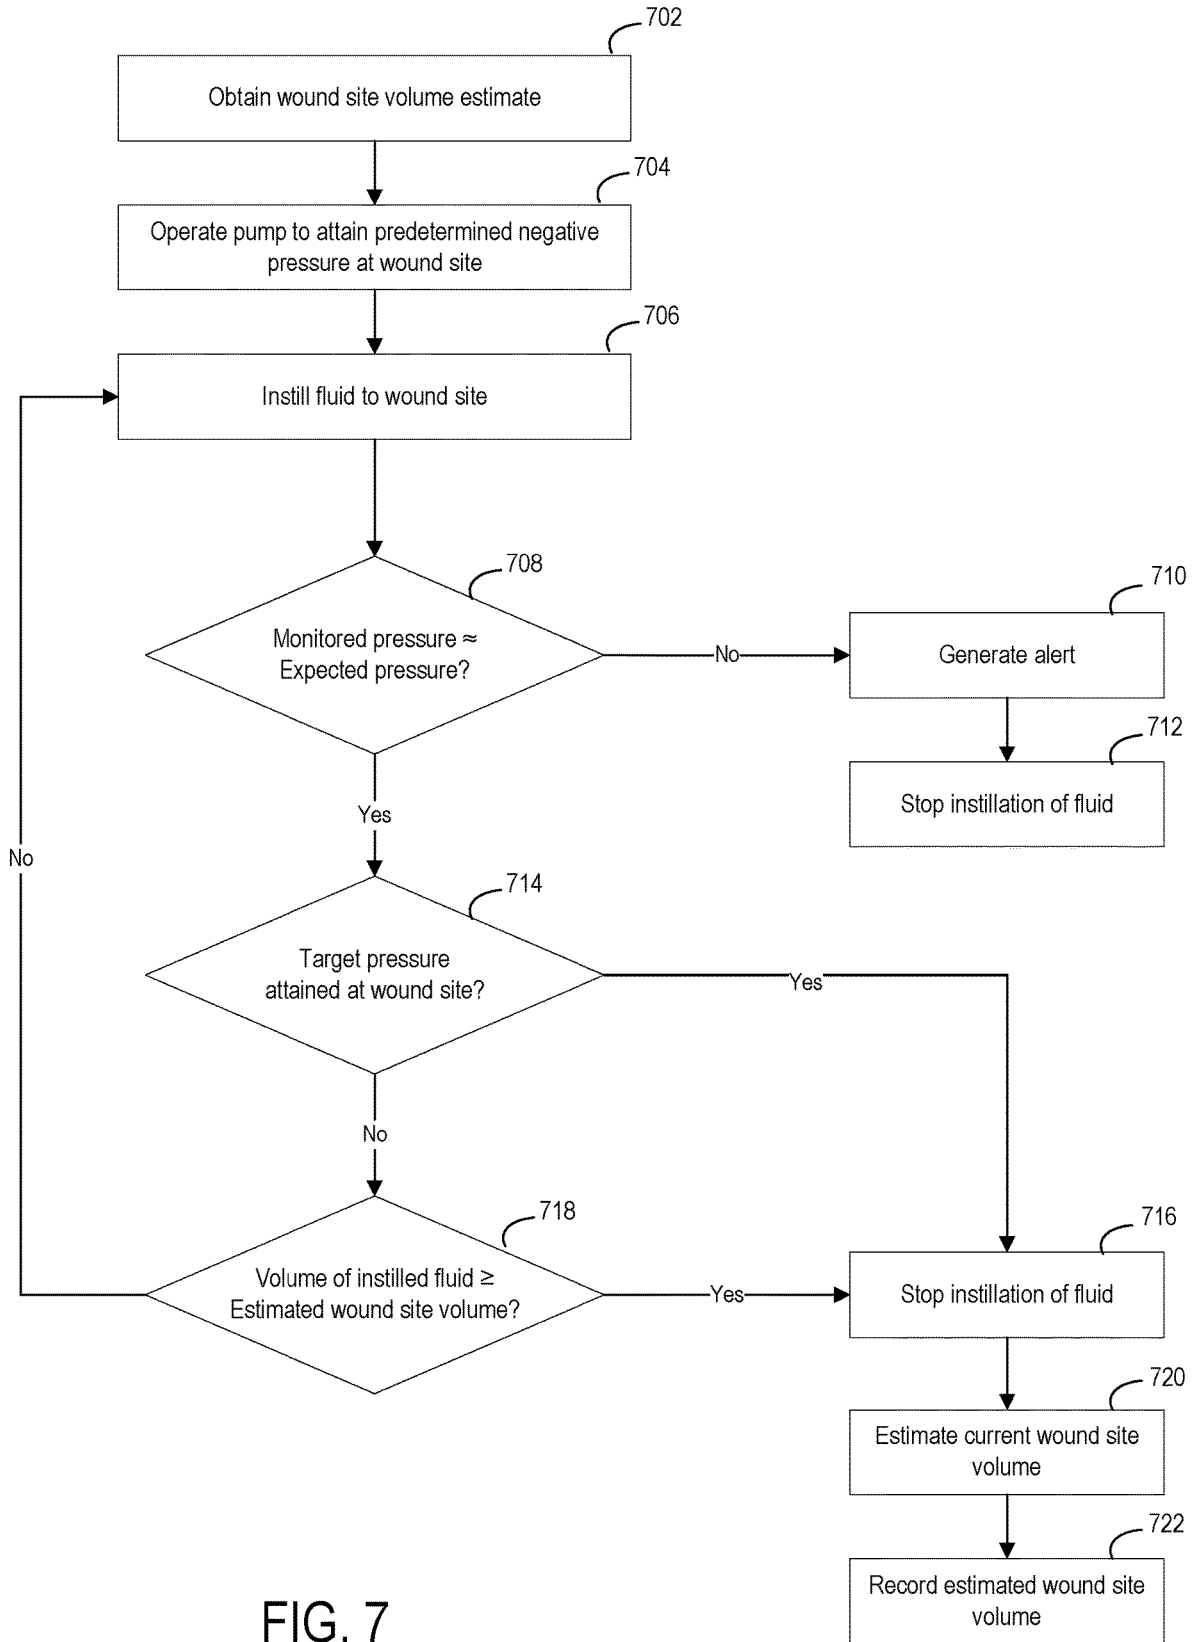 702
Obtain wound site volume estimate
704
Operate pump to attain predetermined negative
pressure at wound site
706
Instill fluid to wound site
708
Monitored pressure ≈
Expected pressure?
No
710
Generate alert
712
Stop instillation of fluid
Yes
No
714
Target pressure
attained at wound site?
Yes
No
718
Volume of instilled fluid ≥
Estimated wound site volume?
Yes
716
Stop instillation of fluid
720
Estimate current wound site
volume
722
Record estimated wound site
volume
FIG. 7